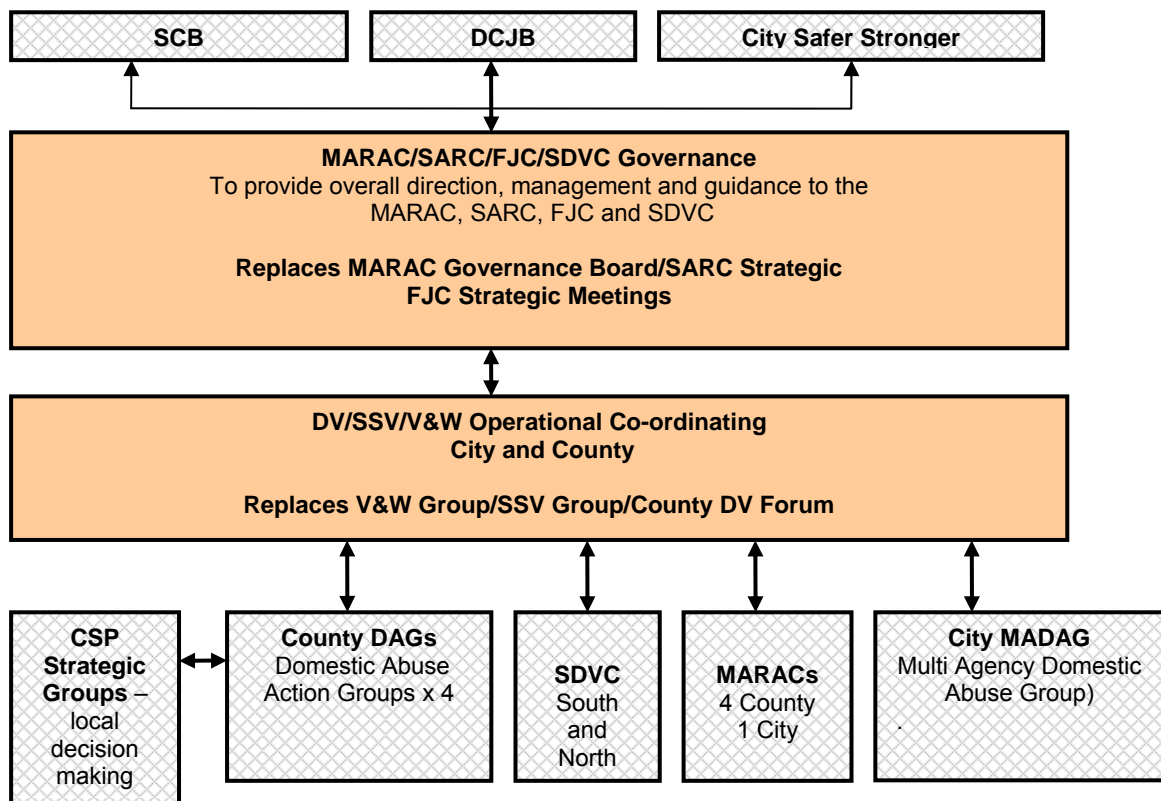 SCB
DCJB
City Safer Stronger
MARAC/SARC/FJC/SDVC Governance
To provide overall direction, management and guidance to the
MARAC, SARC, FJC and SDVC
Replaces MARAC Governance Board/SARC Strategic
FJC Strategic Meetings
DV/SSV/V&W Operational Co-ordinating
City and County
Replaces V&W Group/SSV Group/County DV Forum
CSP
Strategic
Groups –
local
decision
making
County DAGs
Domestic Abuse
Action Groups x 4
SDVC
South
and
North
MARACs
4 County
1 City
City MADAG
Multi Agency Domestic
Abuse Group)
.